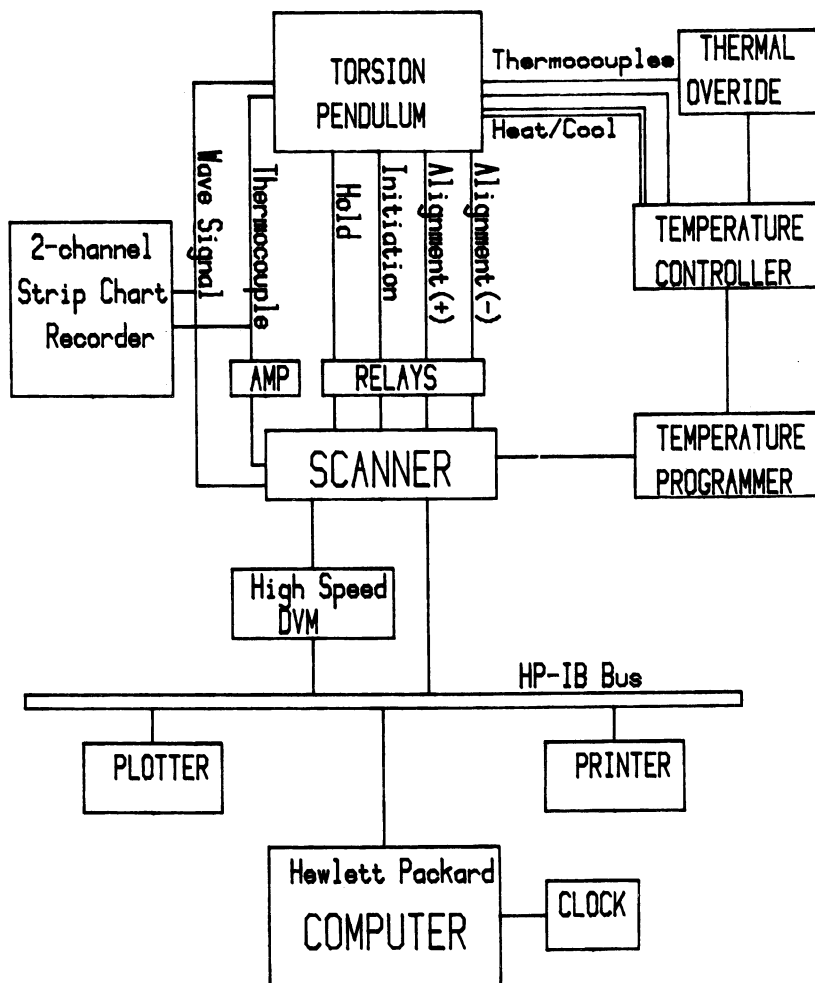 TORSION
PENDULUM
Thermocouples
Heat/Cool
THERMAL
OVERIDE
Wave Signal
Thermocouple
Hold
Initiation
Alignment(+)
Alignment(-)
2-channel
Strip Chart
Recorder
TEMPERATURE
CONTROLLER
AMP
RELAYS
SCANNER
TEMPERATURE
PROGRAMMER
High Speed
DVM
HP-IB Bus
PLOTTER
PRINTER
Hewlett Packard
COMPUTER
CLOCK